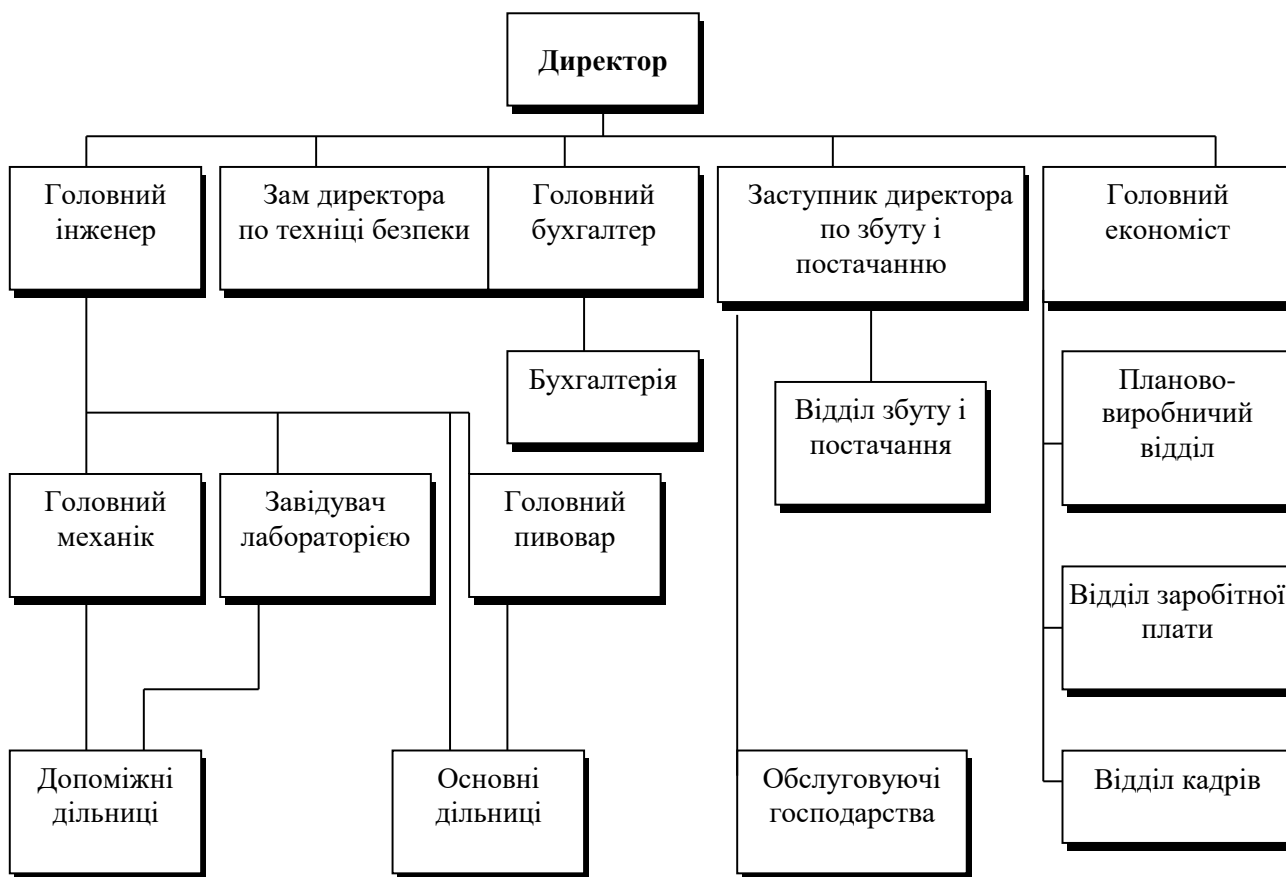 Директор
Головний
інженер
Зам директора
по техніці безпеки
Головний
бухгалтер
Заступник директора
по збуту і
постачанню
Головний
економіст
Бухгалтерія
Відділ збуту і
постачання
Планово-
виробничий
відділ
Головний
механік
Завідувач
лабораторією
Головний
пивовар
Відділ заробітної
плати
Допоміжні
дільниці
Основні
дільниці
Обслуговуючі
господарства
Відділ кадрів